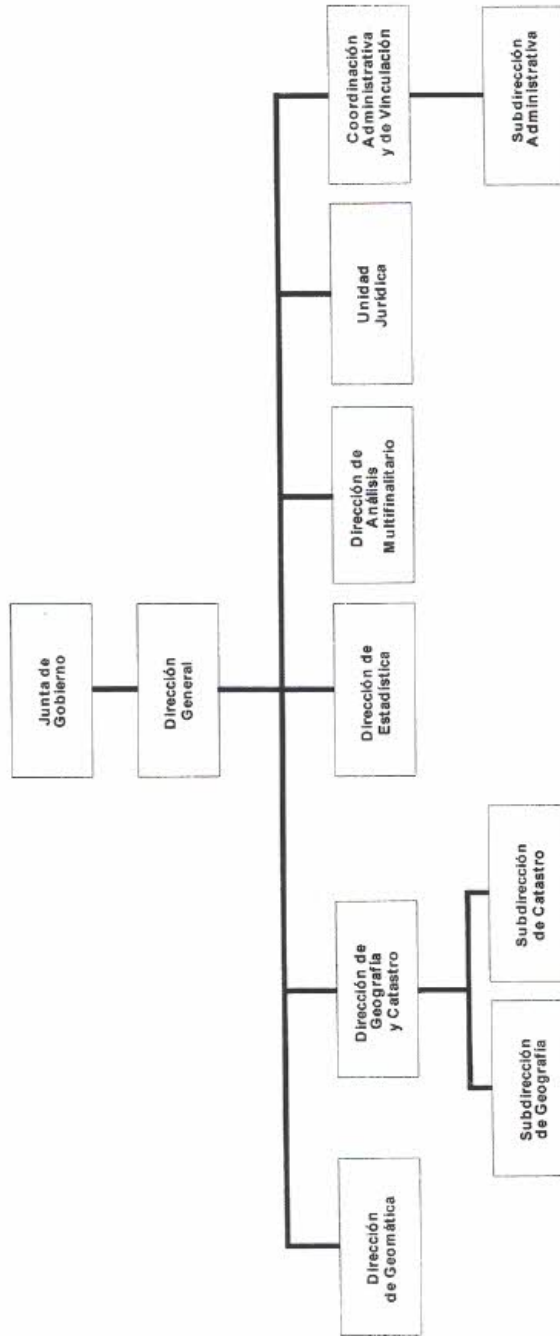 Junta de
Gobierno
Dirección
General
Dirección
de Geomática
Dirección de
Geografía
y Catastro
Dirección de
Estadística
Dirección de
Análisis
Multifinalitario
Unidad
Jurídica
Coordinación
Administrativa
y de Vinculación
Subdirección
de Geografía
Subdirección
de Catastro
Subdirección
Administrativa